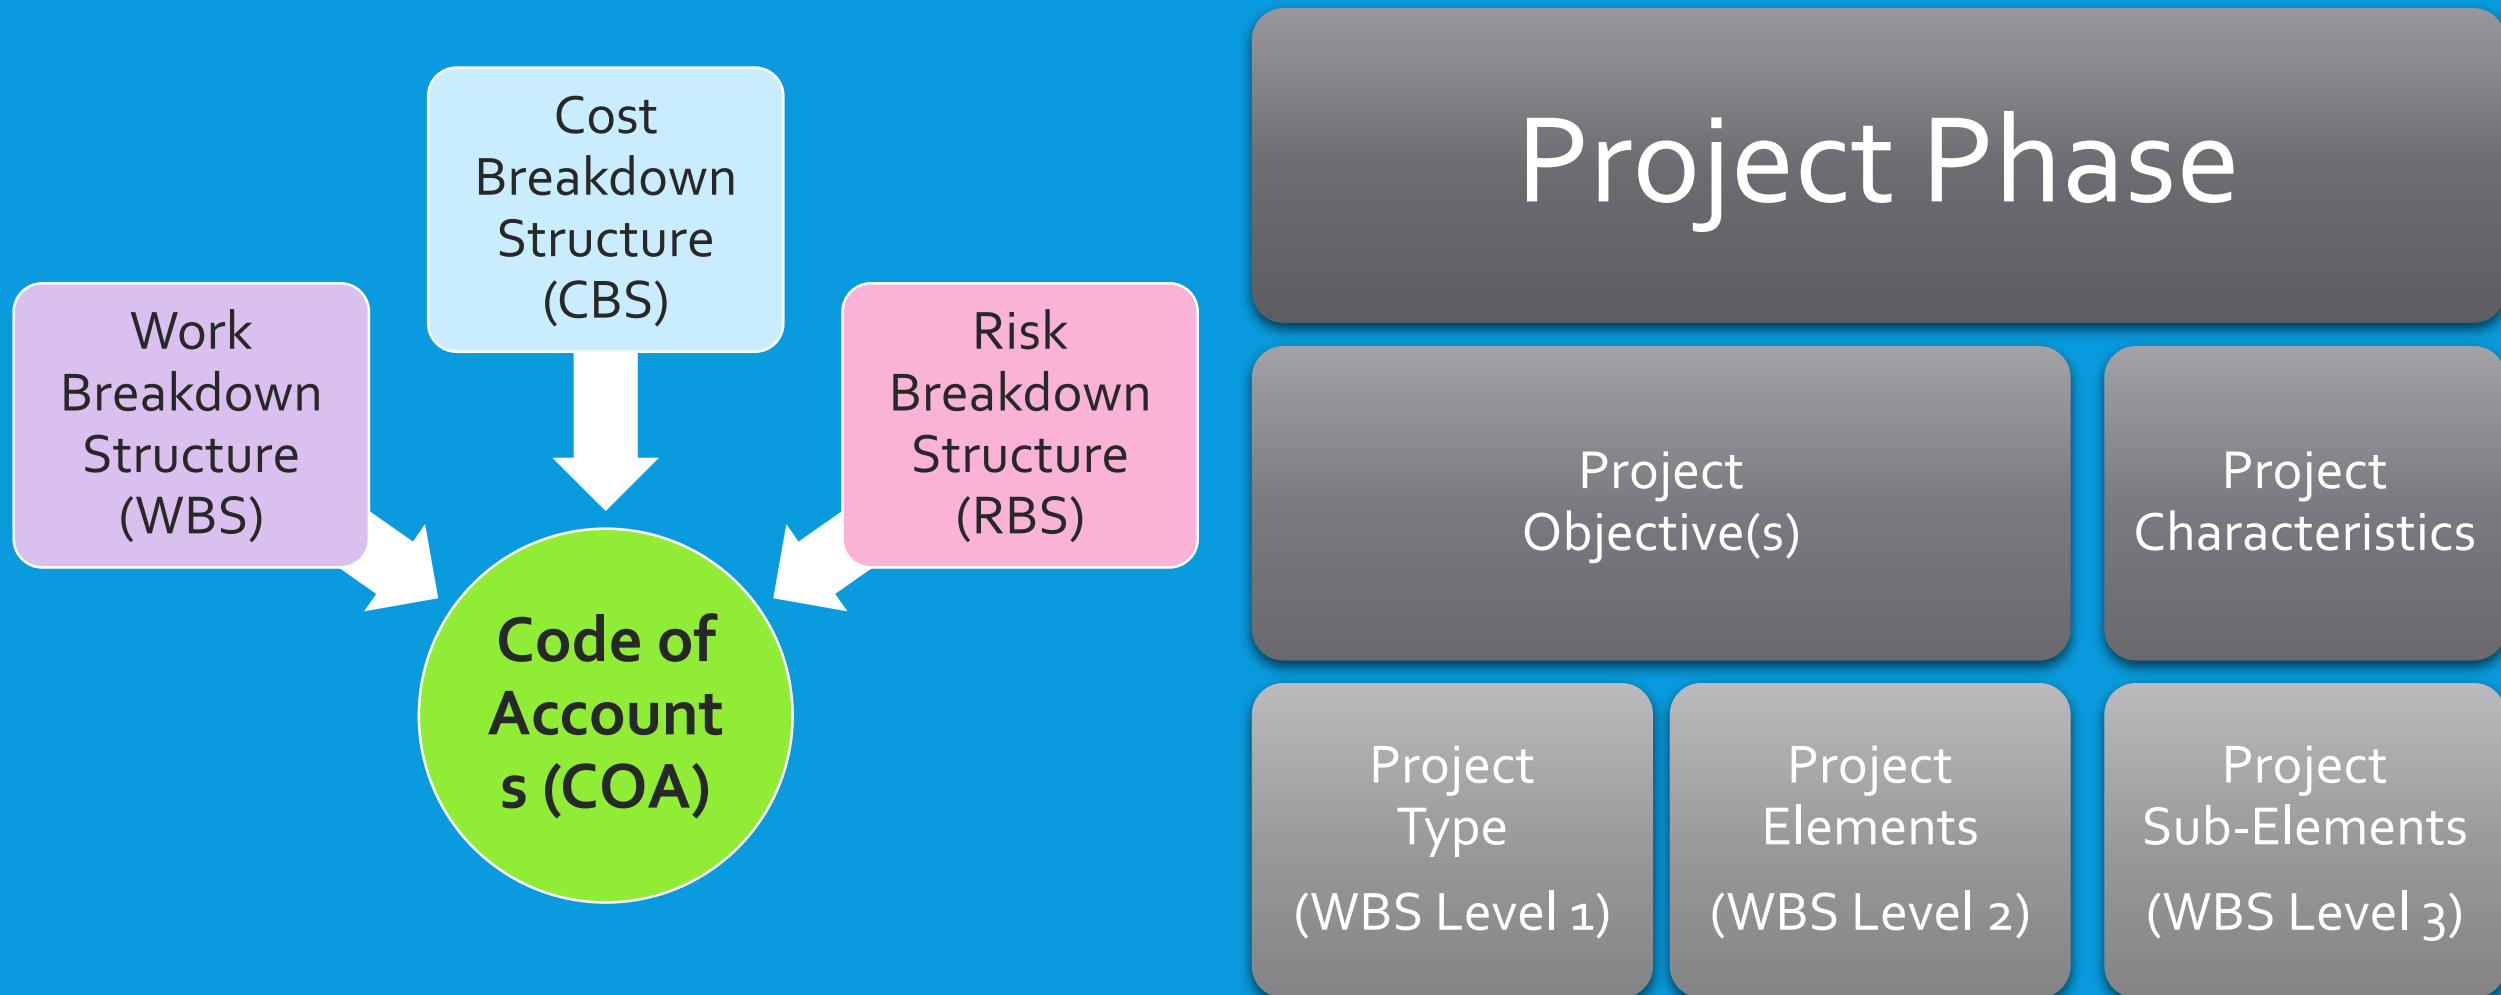 Cost
Breakdown
Structure
(CBS)
Work
Breakdown
Structure
(WBS)
Risk
Breakdown
Structure
(RBS)
Code of
Account
s (COA)
Project Phase
Project
Objective(s)
Project
Characteristics
Project
Type
(WBS Level 1)
Project
Elements
(WBS Level 2)
Project
Sub-Elements
(WBS Level 3)